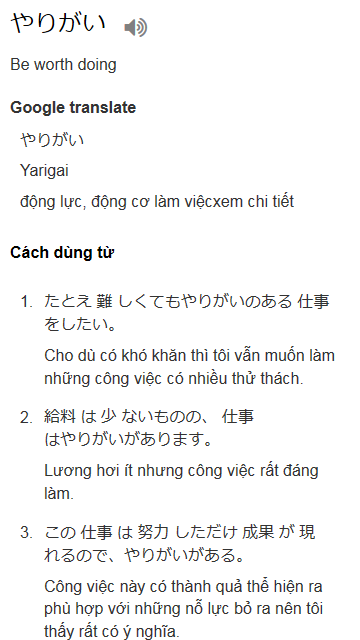 やりがい
Be worth doing
Google translate
やりがい
Yarigai
động lực, động cơ làm việcxem chi tiết
Cách dùng từ
1. たとえ 難 しくてもやりがいのある 仕事
をしたい。
Cho dù có khó khăn thì tôi vẫn muốn làm
những công việc có nhiều thử thách.
2. 給料 は 少 ないものの、 仕事
はやりがいがあります。
Lương hơi ít nhưng công việc rất đáng
làm.
3. この 仕事 は 努力 しただけ 成果 が 現
れるので、やりがいがある。
Công việc này có thành quả thể hiện ra
phù hợp với những nỗ lực bỏ ra nên tôi
thấy rất có ý nghĩa.